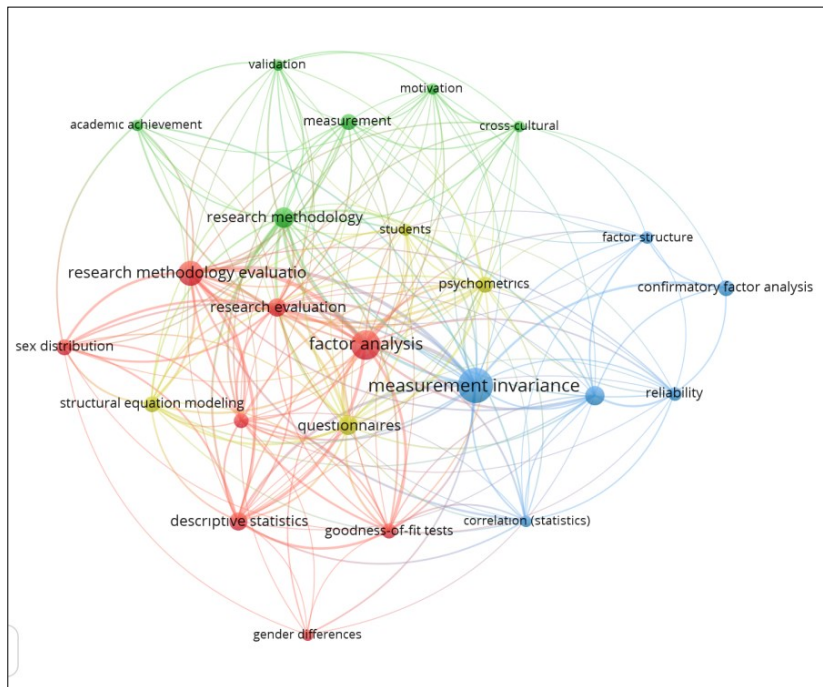 validation
motivation
academic achievement
measurement
cross-cultural
research methodology
students
factor structure
research methodology evaluatio
psychometrics
confirmatory factor analysis
research evaluation
sex distribution
factor analysis
measurement invariance
reliability
structural equation modeling
questionnaires
descriptive statistics
goodness-of-fit tests
correlation (statistics)
gender differences